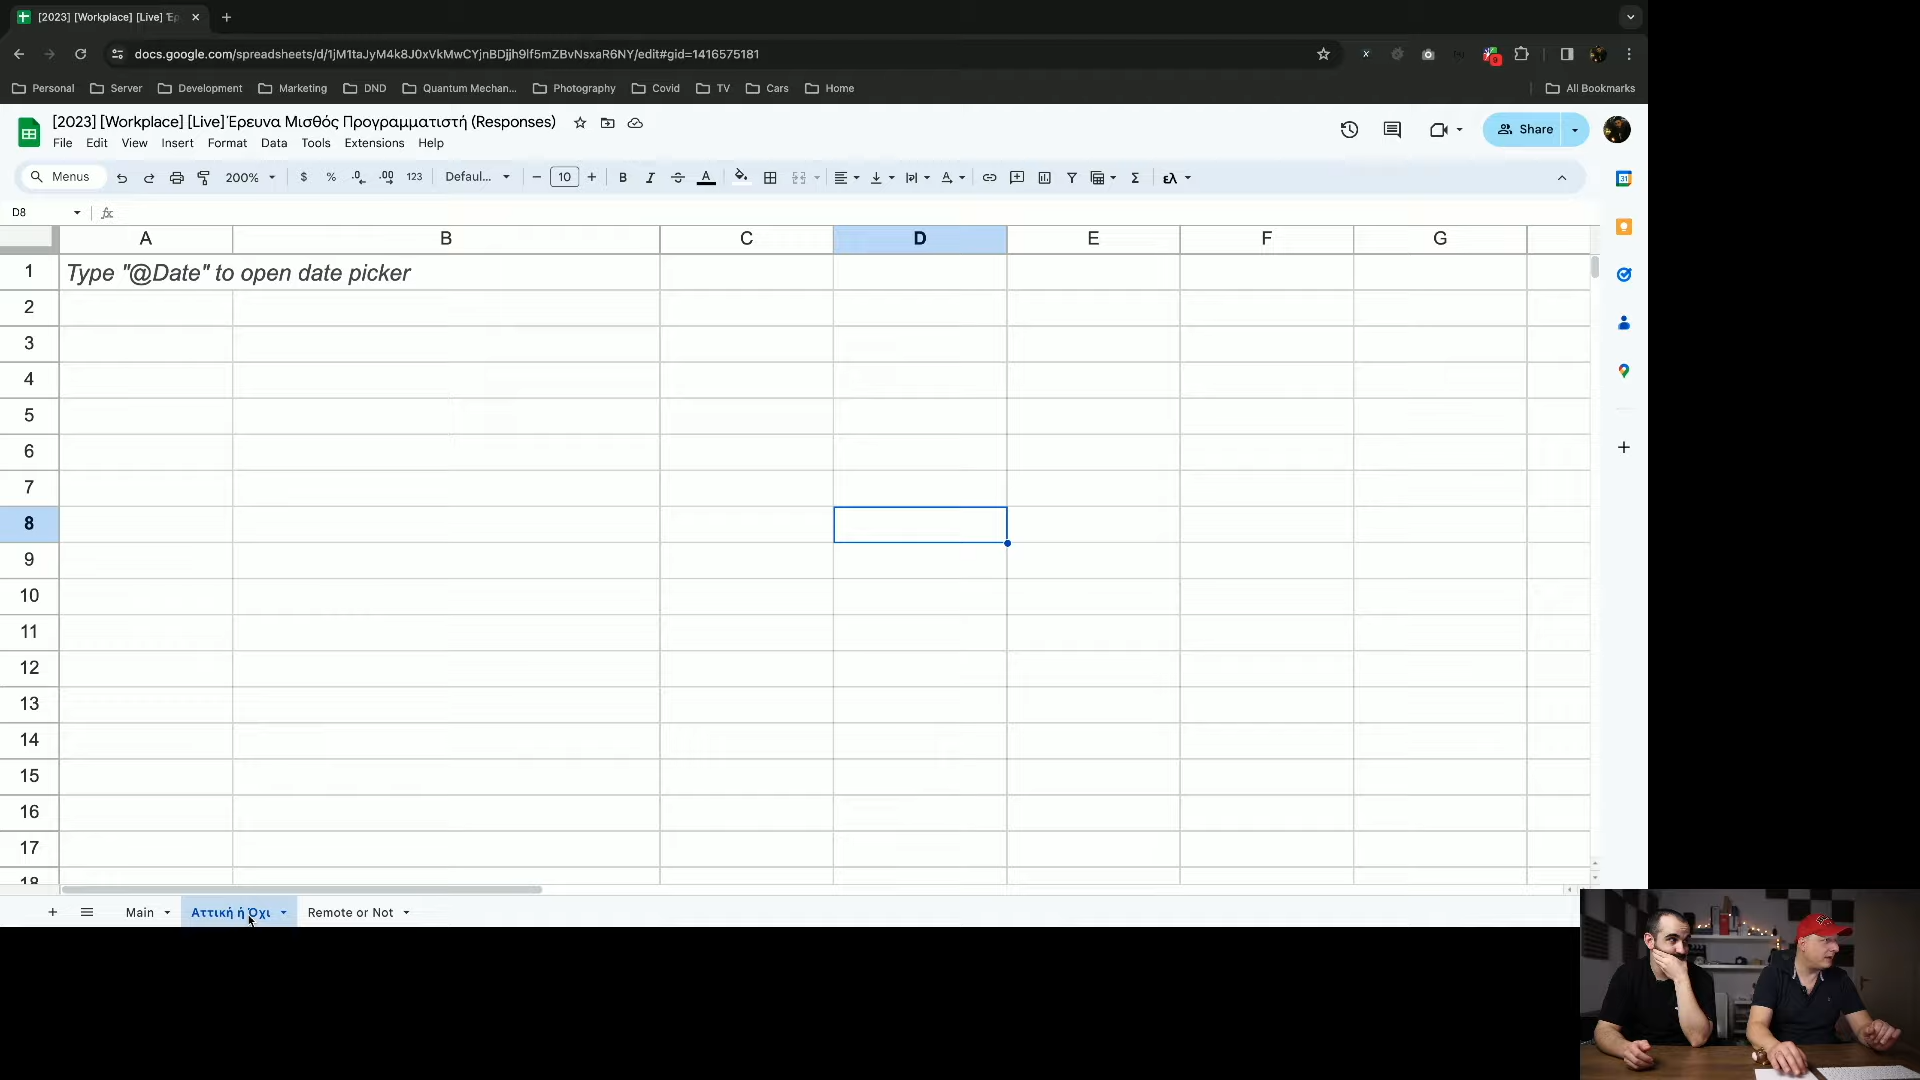 [2023] [Workplace] [Live] Έρ
docs.google.com/spreadsheets/d/1jM1taJyM4k8J0xVkMwCYjnBDjjh9lf5mZBvNsxaR6NY/edit#gid=1416575181
9
Personal Server Development Marketing DND Quantum Mechan... Photography Covid TV Cars Home All Bookmarks
[2023] [Workplace] [Live] Έρευνα Μισθός Προγραμματιστή (Responses)
Share
File Edit View Insert Format Data Tools Extensions Help
Menus 200% $ % .0 .00 123 Defaul... 10 B I A Σ ελ
31
D8 fx
A B C D E F G
1 Type "@Date" to open date picker
2
3
4
5
6
7
8
9
10
11
12
13
14
15
16
17
18
Main Αττική ή Όχι Remote or Not